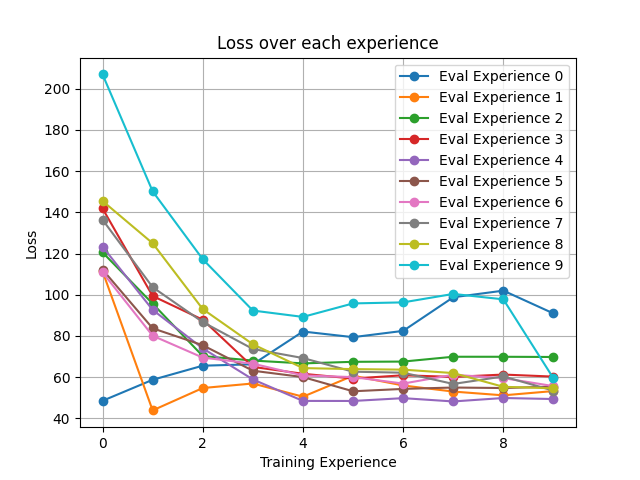 Loss over each experience
Loss
200
180
160
140
120
100
80
60
40
0
2
4
6
8
Training Experience
Eval Experience 0
Eval Experience 1
Eval Experience 2
Eval Experience 3
Eval Experience 4
Eval Experience 5
Eval Experience 6
Eval Experience 7
Eval Experience 8
Eval Experience 9